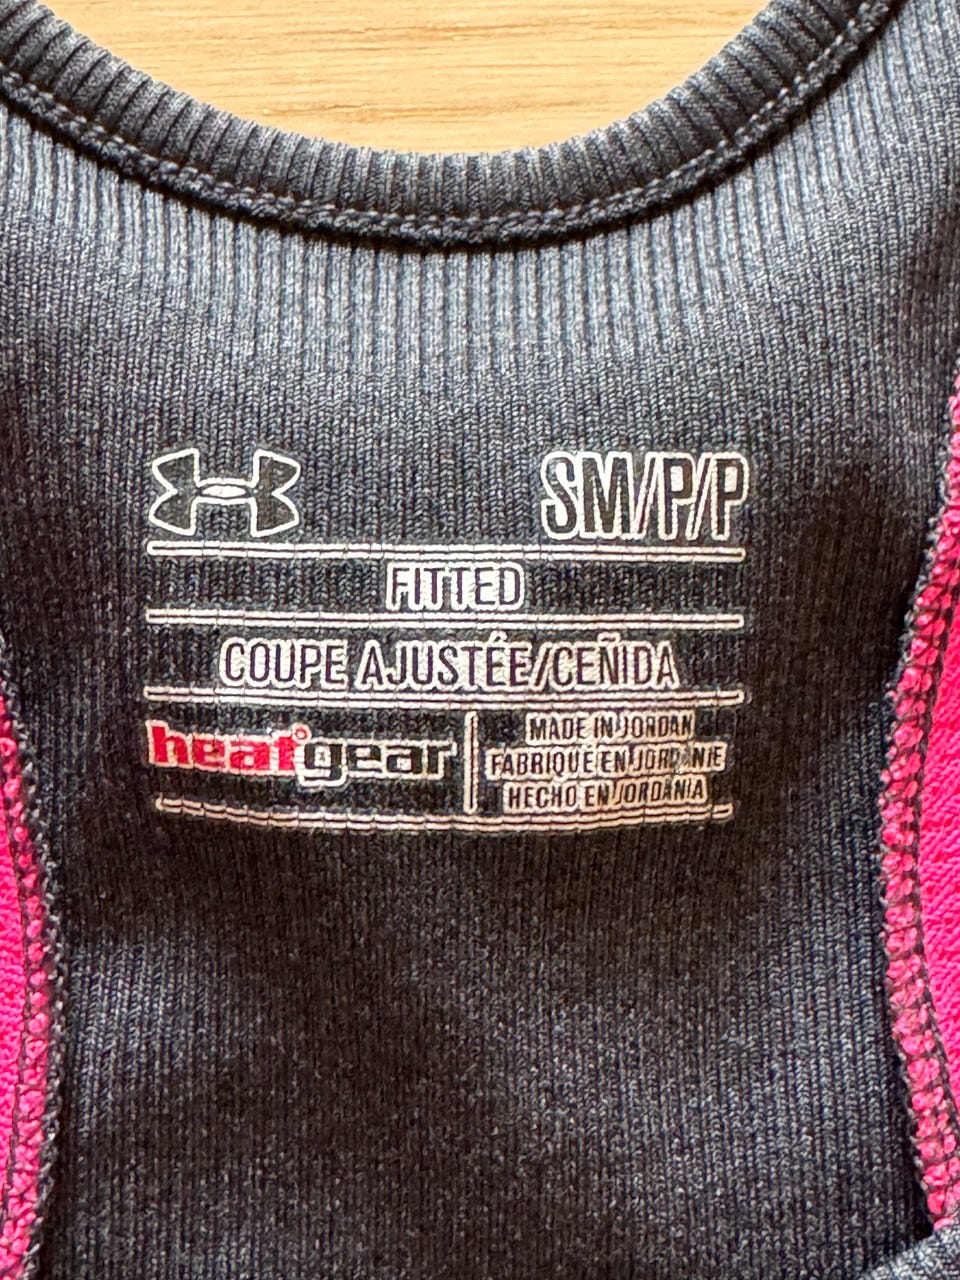 SM/P/P
FITTED
COUPE AJUSTÉE/CEÑIDA
heatgear
MADE IN JORDAN
FABRIQUÉ EN JORDANIE
HECHO EN JORDANIA